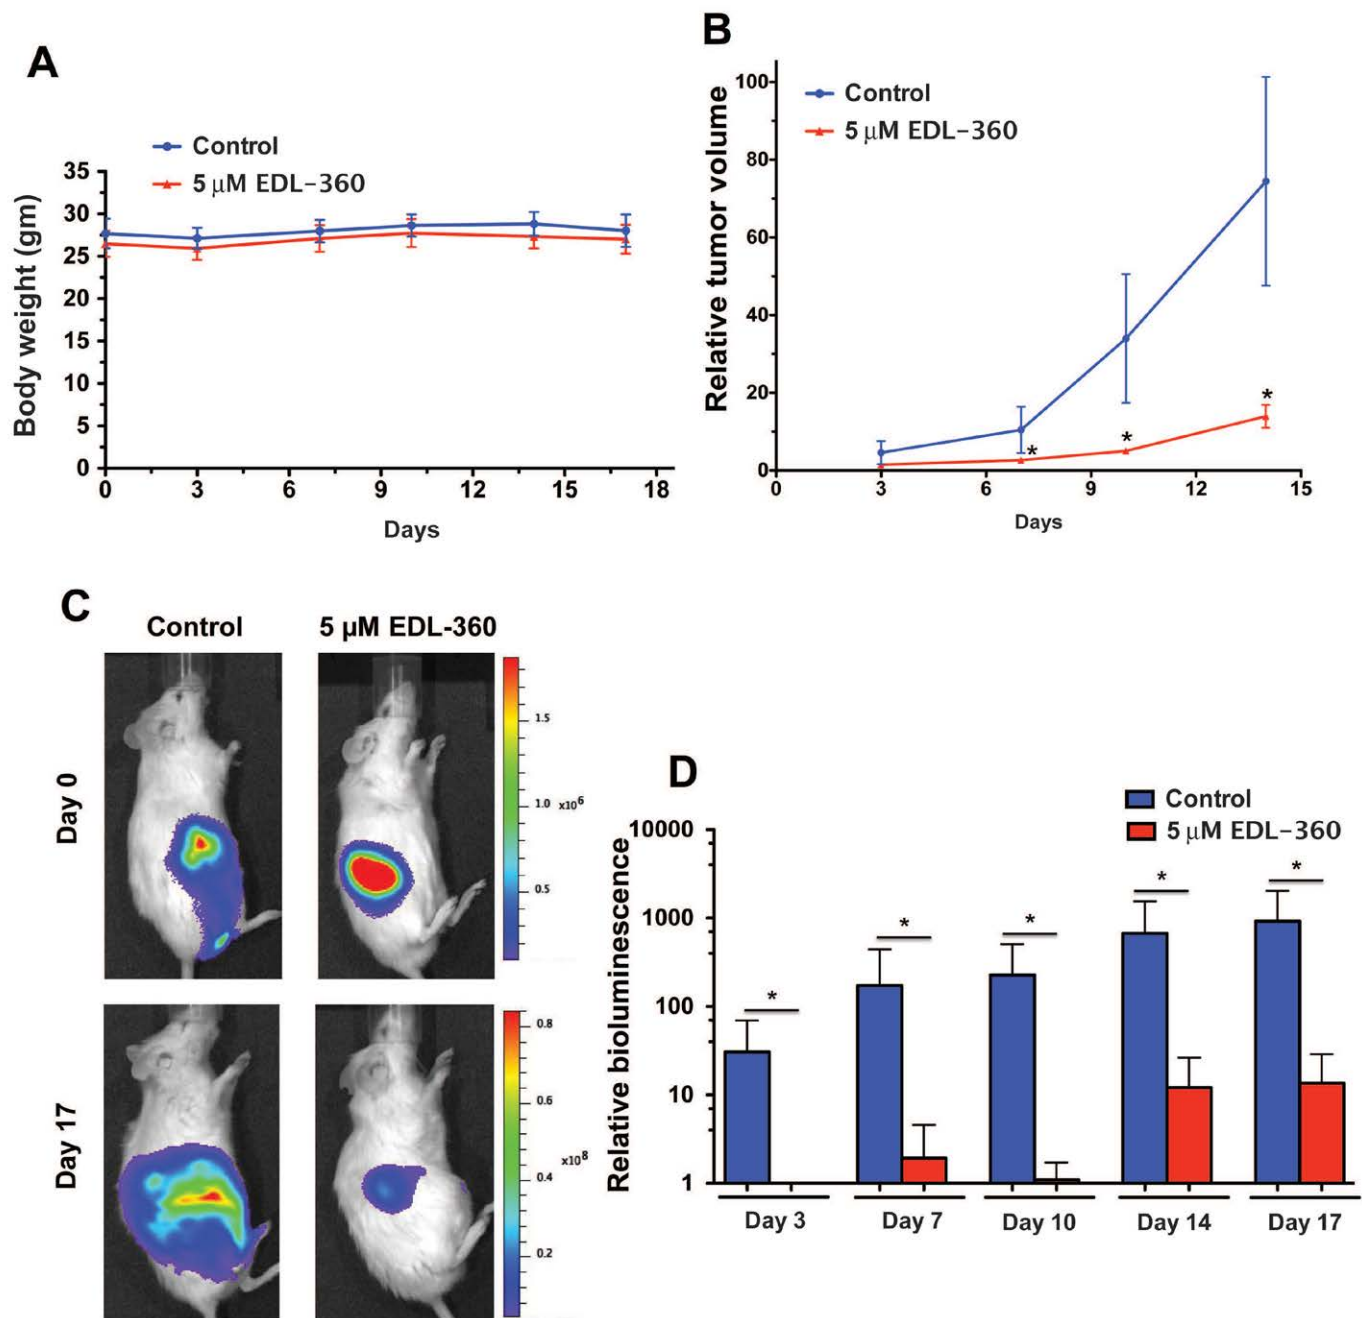 A
Control
5 μM EDL-360
Body weight (gm)
35
30
25
20
15
10
5
0
0 3 6 9 12 15 18
Days
B
Control
5 μM EDL-360
Relative tumor volume
100
80
60
40
20
0
* * *
0 3 6 9 12 15
Days
C
Control 5 μM EDL-360
Day 0
1.5
1.0 x10⁶
0.5
Day 17
0.8
0.6
0.4 x10⁸
0.2
D
Control
5 μM EDL-360
Relative bioluminescence
10000
1000
100
10
1
* * * * *
Day 3 Day 7 Day 10 Day 14 Day 17